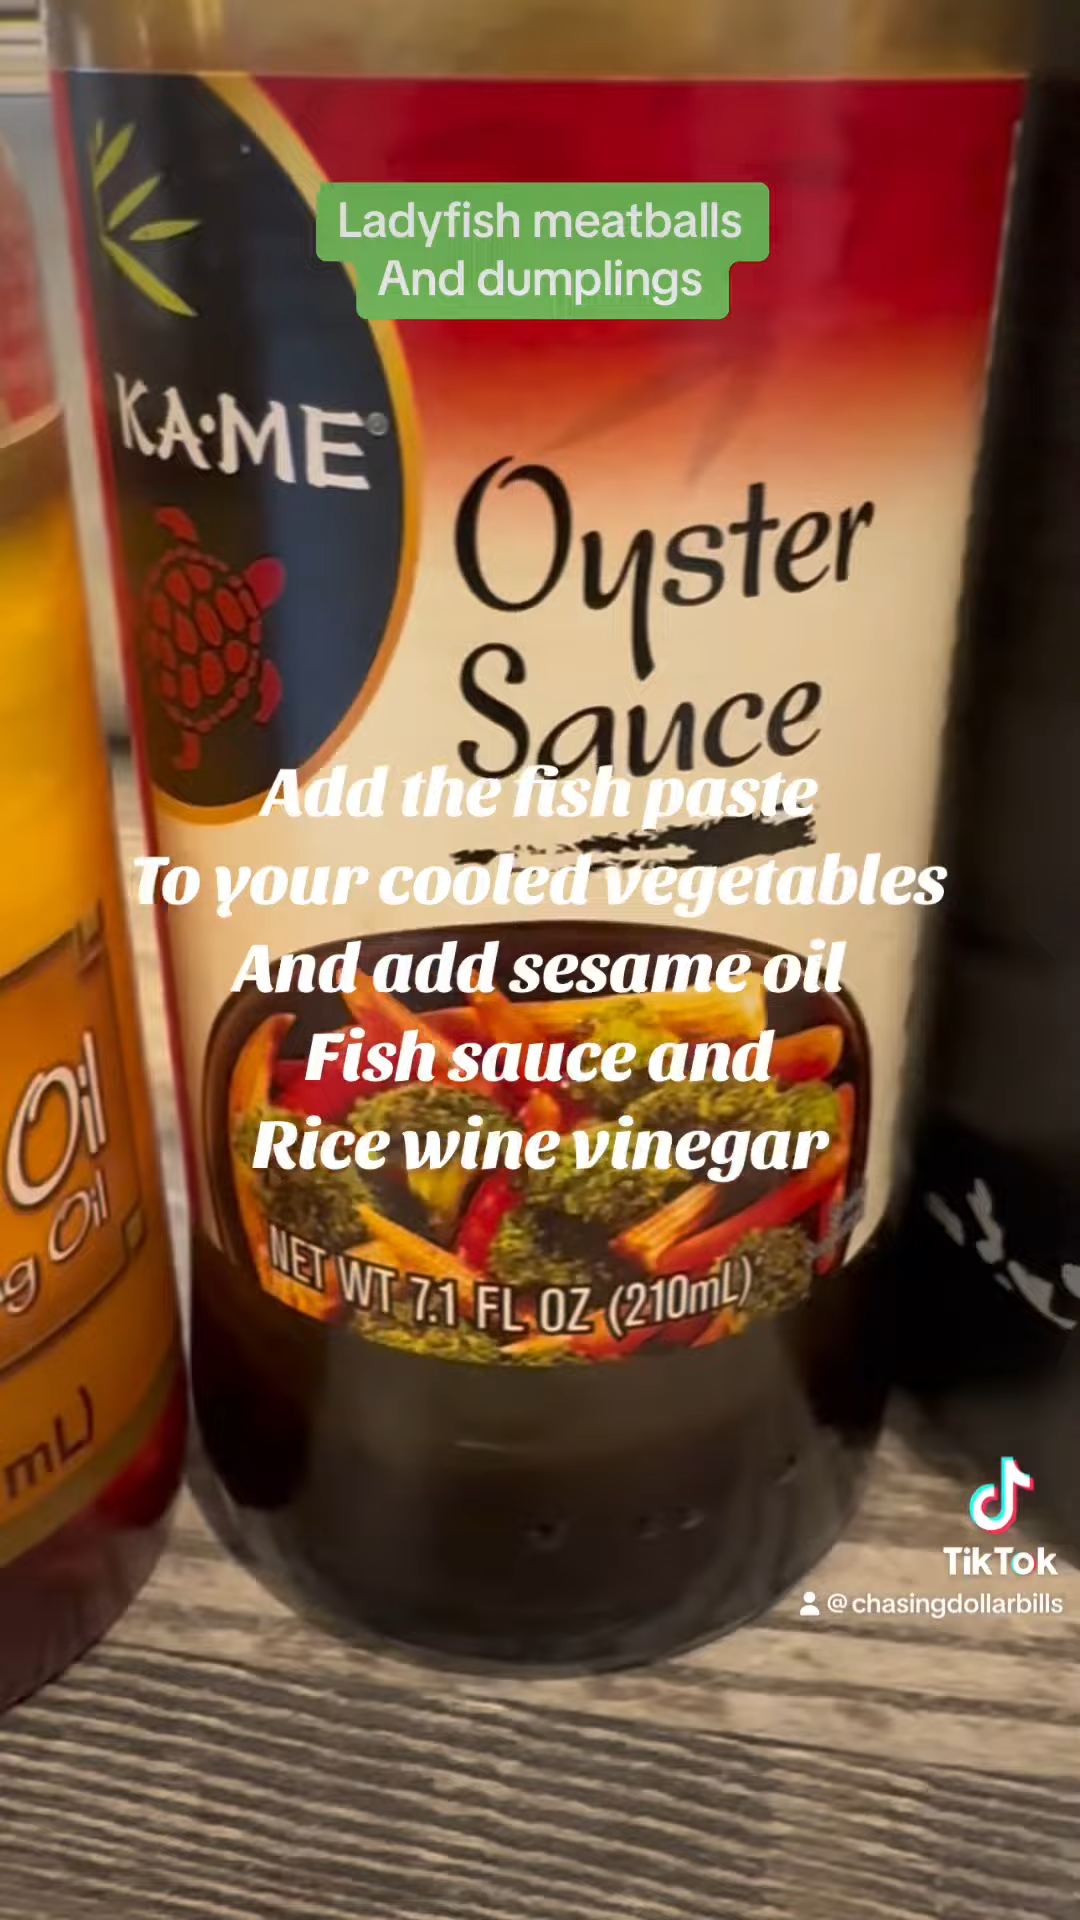 Ladyfish meatballs
And dumplings
KA·ME®
Oyster
Sauce
Add the fish paste
To your cooled vegetables
And add sesame oil
Fish sauce and
Rice wine vinegar
Oil
Oil
NET WT 7.1 FL OZ (210mL)
mL)
TikTok
@chasingdollarbills